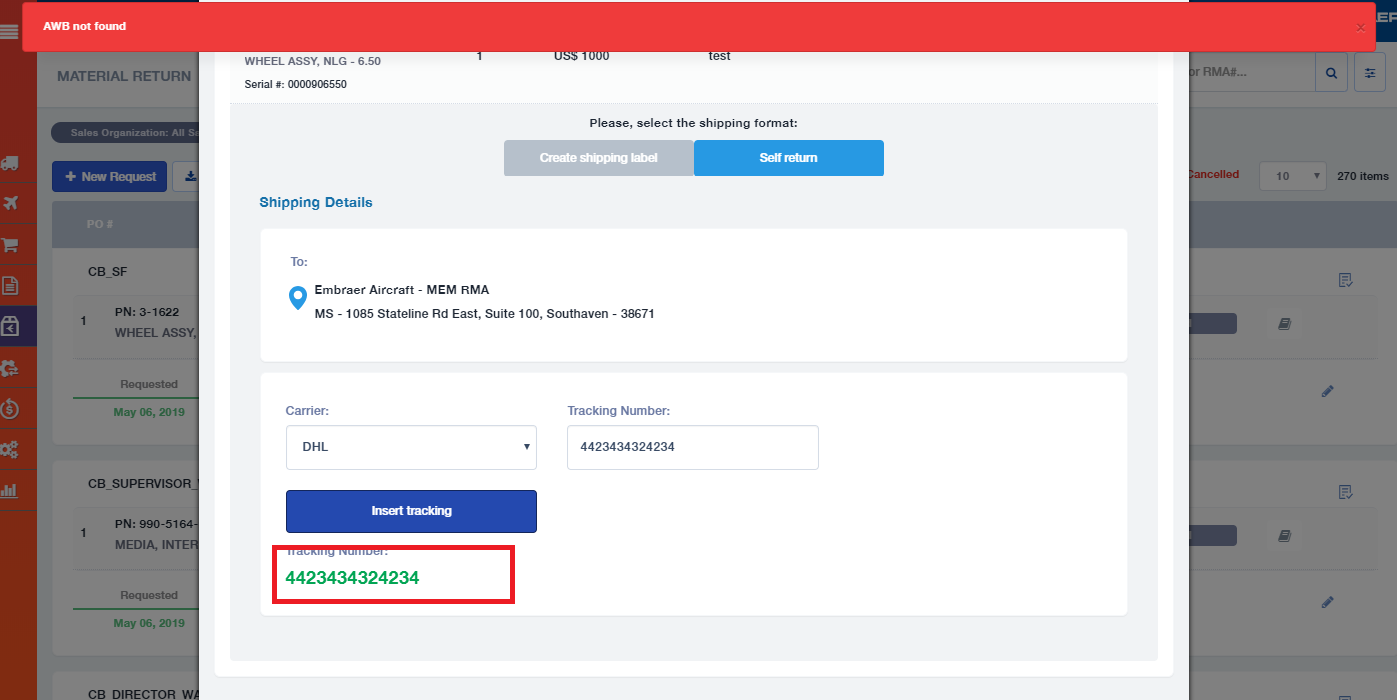 AWB not found
×
MATERIAL RETURN
or RMA#...
WHEEL ASSY, NLG - 6.50
1
US$ 1000
test
Serial #: 0000906550
Sales Organization: All Sa
Please, select the shipping format:
Create shipping label
Self return
New Request
Cancelled
10
270 items
Shipping Details
PO #
To:
Embraer Aircraft - MEM RMA
MS - 1085 Stateline Rd East, Suite 100, Southaven - 38671
CB_SF
1
PN: 3-1622
WHEEL ASSY,
Requested
May 06, 2019
Carrier:
Tracking Number:
DHL
4423434324234
Insert tracking
Tracking Number:
4423434324234
CB_SUPERVISOR_
1
PN: 990-5164-
MEDIA, INTER
Requested
May 06, 2019
CB_DIRECTOR_WA